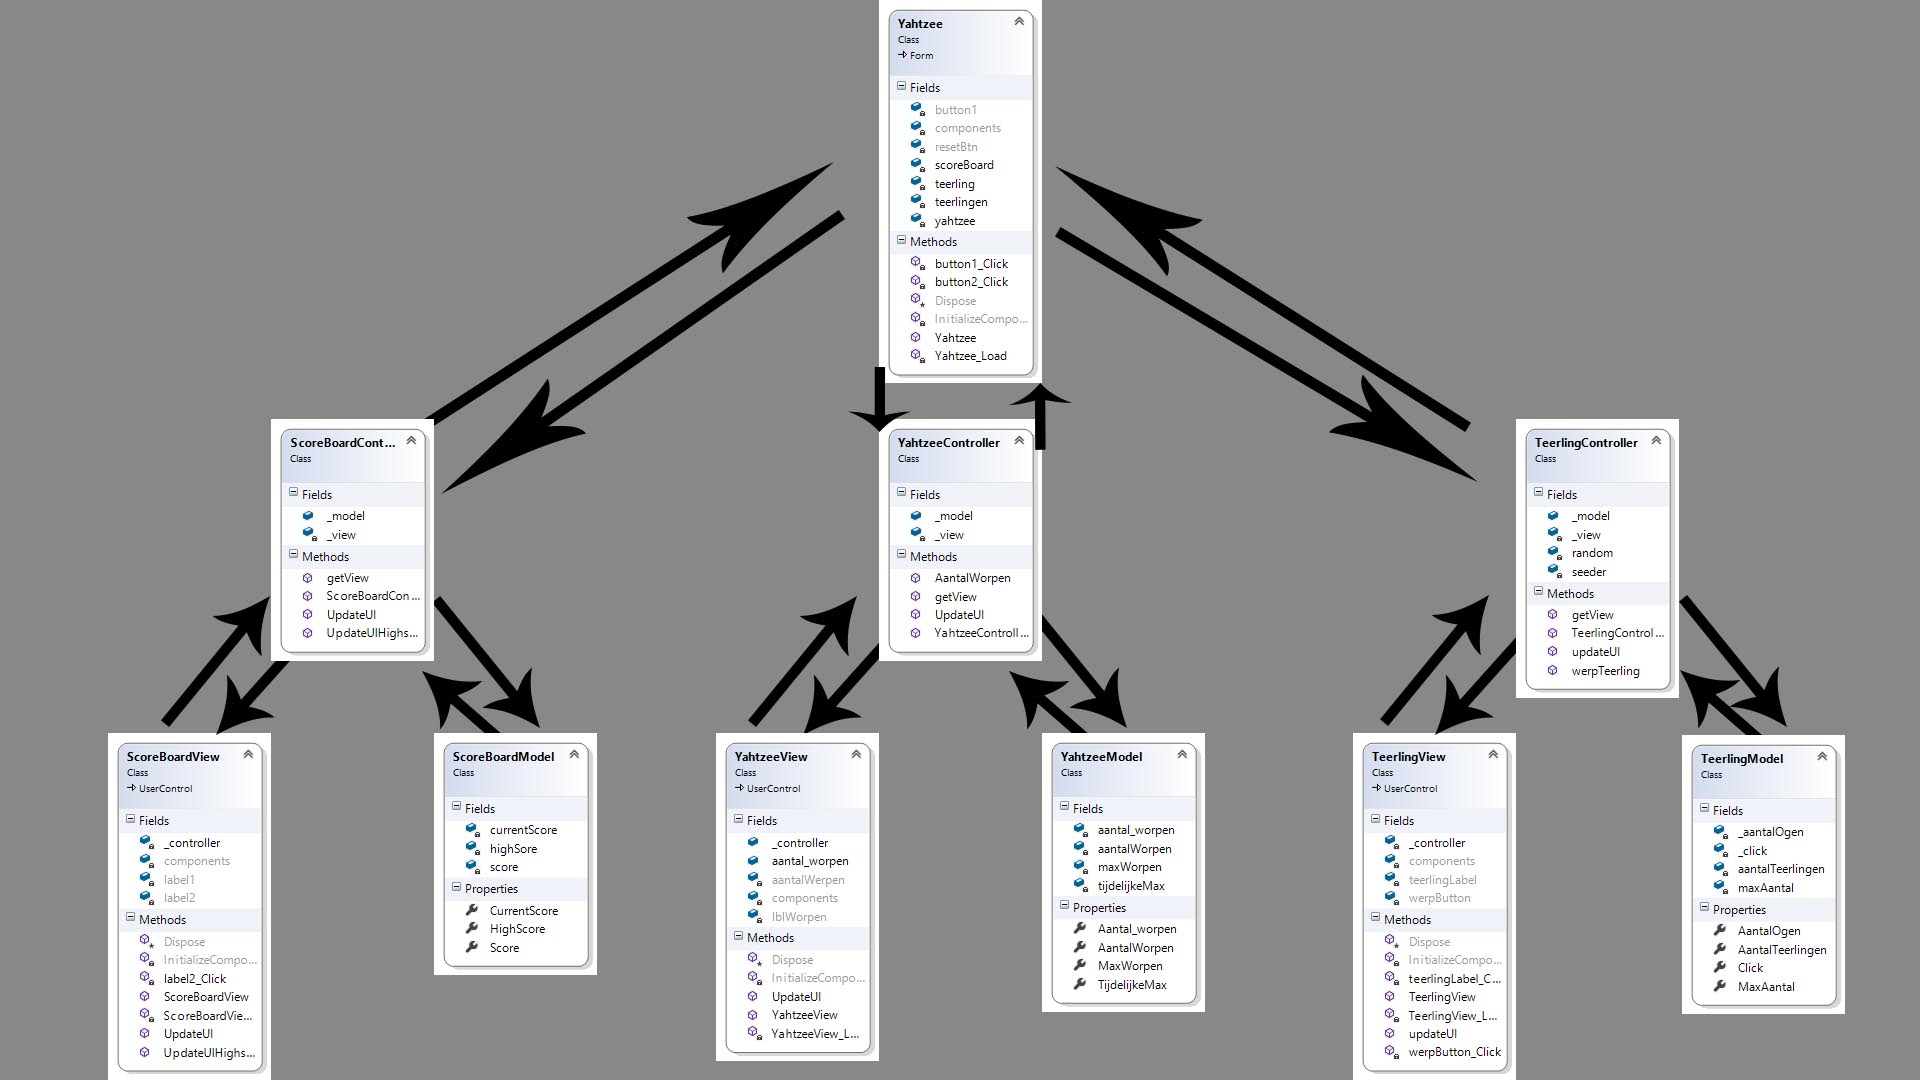 Yahtzee
Class
Form
Fields
button1
components
resetBtn
scoreBoard
teerling
teerlingen
yahtzee
Methods
button1_Click
button2_Click
Dispose
InitializeCompo...
Yahtzee
Yahtzee_Load
ScoreBoardCont...
Class
Fields
_model
_view
Methods
getView
ScoreBoardCon...
UpdateUI
UpdateUIHighs...
YahtzeeController
Class
Fields
_model
_view
Methods
AantalWorpen
getView
UpdateUI
YahtzeeControll...
TeerlingController
Class
Fields
_model
_view
random
seeder
Methods
getView
TeerlingControl...
updateUI
werpTeerling
ScoreBoardView
Class
UserControl
Fields
_controller
components
label1
label2
Methods
Dispose
InitializeCompo...
label2_Click
ScoreBoardView
ScoreBoardVie...
UpdateUI
UpdateUIHighs...
ScoreBoardModel
Class
Fields
currentScore
highSore
score
Properties
CurrentScore
HighScore
Score
YahtzeeView
Class
UserControl
Fields
_controller
aantal_worpen
aantalWerpen
components
lblWorpen
Methods
Dispose
InitializeCompo...
UpdateUI
YahtzeeView
YahtzeeView_L...
YahtzeeModel
Class
Fields
aantal_worpen
aantalWorpen
maxWorpen
tijdelijkeMax
Properties
Aantal_worpen
AantalWorpen
MaxWorpen
TijdelijkeMax
TeerlingView
Class
UserControl
Fields
_controller
components
teerlingLabel
werpButton
Methods
Dispose
InitializeCompo...
teerlingLabel_C...
TeerlingView
TeerlingView_L...
updateUI
werpButton_Click
TeerlingModel
Class
Fields
_aantalOgen
_click
aantalTeerlingen
maxAantal
Properties
AantalOgen
AantalTeerlingen
Click
MaxAantal